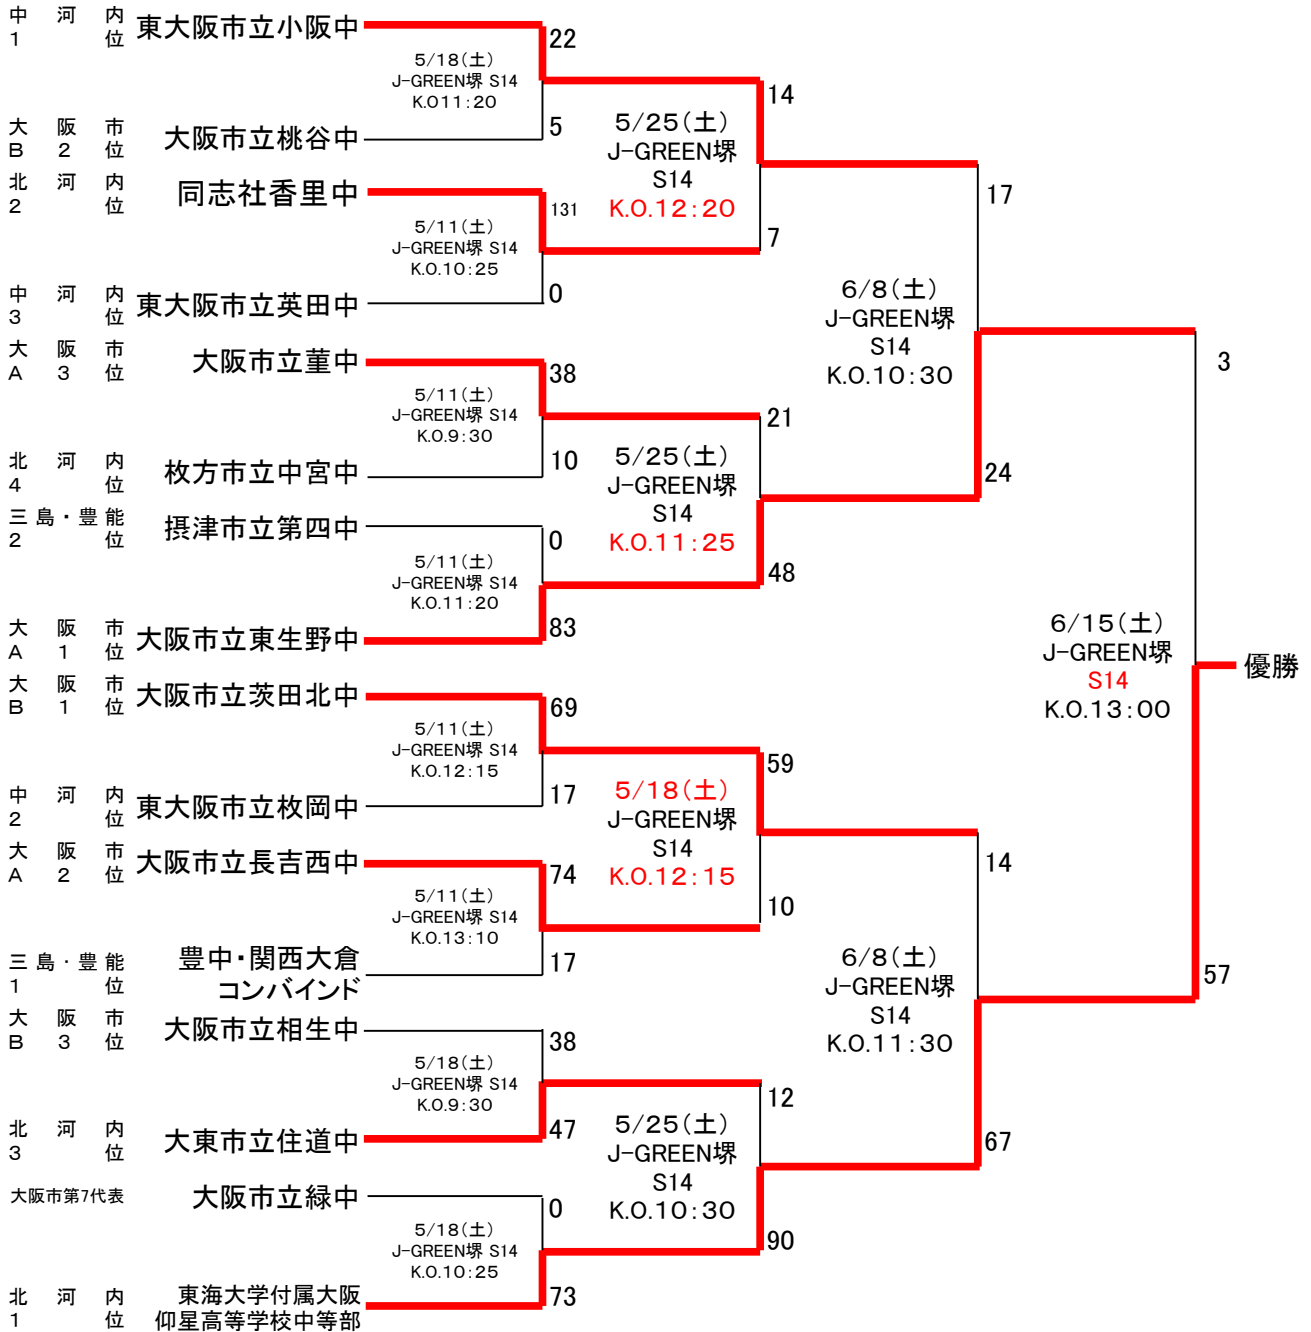 中河内
1位
東大阪市立小阪中
22
5/18(土)
J-GREEN堺 S14
K.O11:20
14
大阪市
B2位
大阪市立桃谷中
5
5/25(土)
J-GREEN堺
S14
K.O.12:20
北河内
2位
同志社香里中
131
17
5/11(土)
J-GREEN堺 S14
K.O.10:25
7
中河内
3位
東大阪市立英田中
0
6/8(土)
J-GREEN堺
S14
K.O.10:30
大阪市
A3位
大阪市立菫中
38
3
5/11(土)
J-GREEN堺 S14
K.O.9:30
21
北河内
4位
枚方市立中宮中
10
5/25(土)
J-GREEN堺
S14
K.O.11:25
24
三島・豊能
2位
摂津市立第四中
0
5/11(土)
J-GREEN堺 S14
K.O.11:20
48
大阪市
A1位
大阪市立東生野中
83
6/15(土)
J-GREEN堺
S14
K.O.13:00
優勝
大阪市
B1位
大阪市立茨田北中
69
5/11(土)
J-GREEN堺 S14
K.O.12:15
59
中河内
2位
東大阪市立枚岡中
17
5/18(土)
J-GREEN堺
S14
K.O.12:15
大阪市
A2位
大阪市立長吉西中
74
14
5/11(土)
J-GREEN堺 S14
K.O.13:10
10
三島・豊能
1位
豊中・関西大倉
コンバインド
17
6/8(土)
J-GREEN堺
S14
K.O.11:30
57
大阪市
B3位
大阪市立相生中
38
5/18(土)
J-GREEN堺 S14
K.O.9:30
12
北河内
3位
大東市立住道中
47
5/25(土)
J-GREEN堺
S14
K.O.10:30
67
大阪市第7代表
大阪市立緑中
0
5/18(土)
J-GREEN堺 S14
K.O.10:25
90
北河内
1位
東海大学付属大阪
仰星高等学校中等部
73